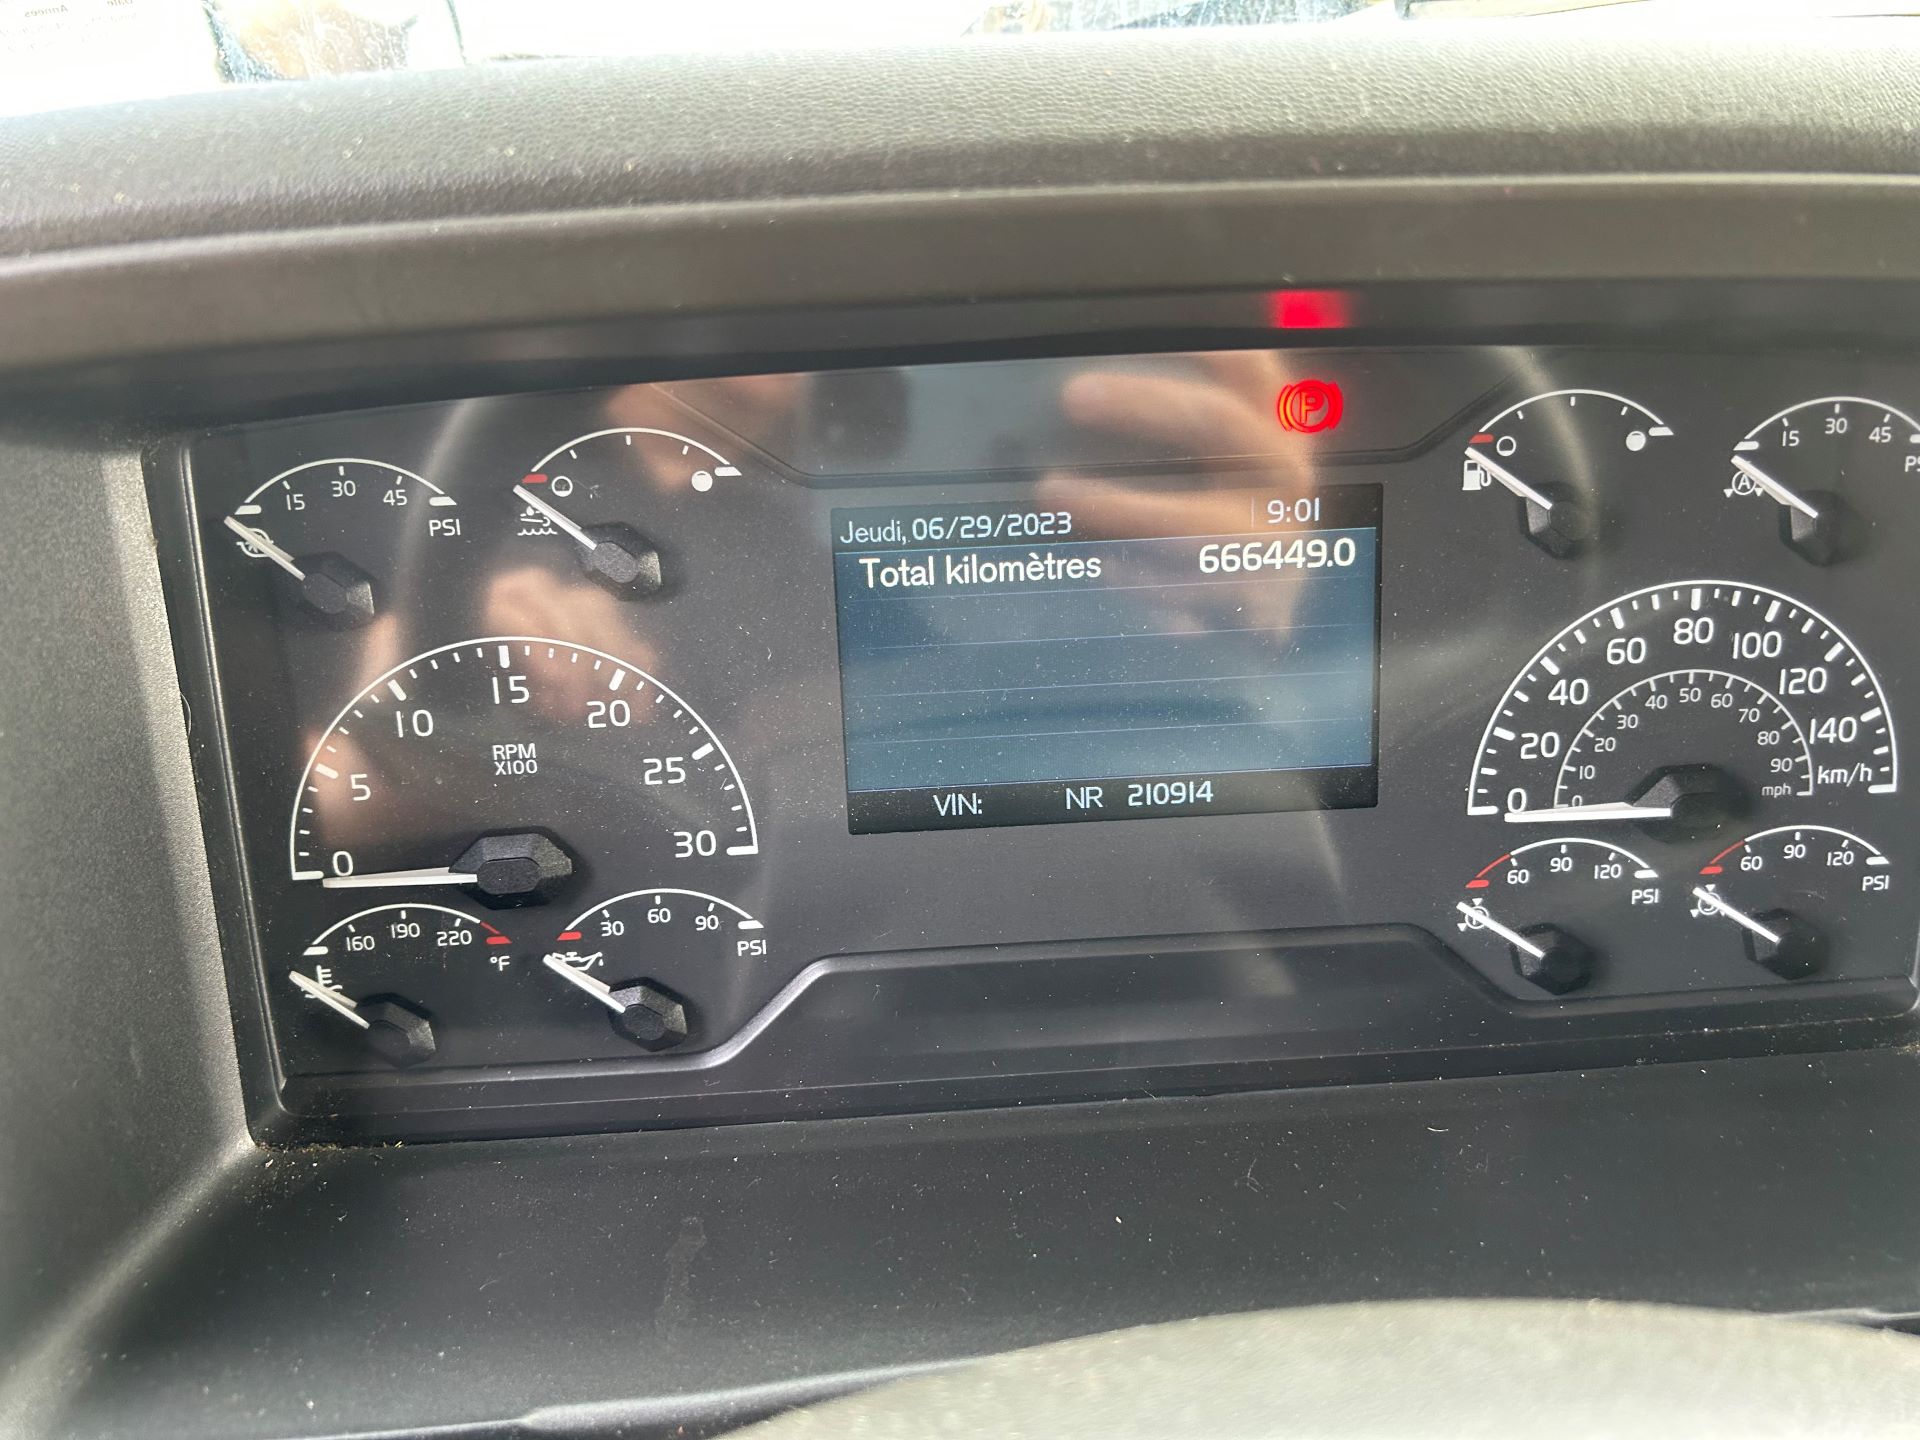 15 30 45
PSI
Jeudi, 06/29/2023 9:01
Total kilomètres 666449.0
VIN: NR 210914
P
15 30 45
PS
A
0 5 10 15 20 25 30
RPM
X100
0 20 40 60 80 100 120 140
km/h
0 10 20 30 40 50 60 70 80 90
mph
160 190 220
°F
30 60 90
PSI
60 90 120
PSI
60 90 120
PSI